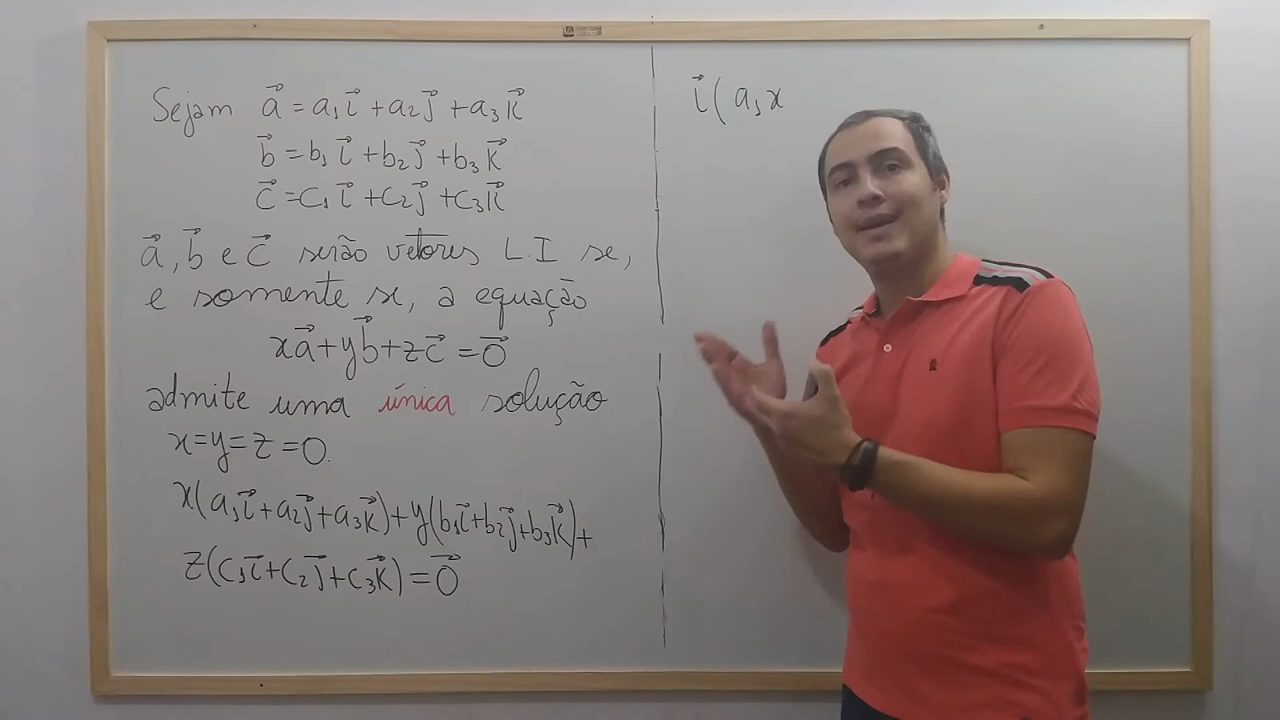 Sejam a⃗ = a₁i⃗ + a₂j⃗ + a₃k⃗
b⃗ = b₁i⃗ + b₂j⃗ + b₃k⃗
c⃗ = c₁i⃗ + c₂j⃗ + c₃k⃗
a⃗, b⃗ e c⃗ serão vetores L.I se,
e somente se, a equação
xa⃗ + yb⃗ + zc⃗ = 0⃗
admite uma única solução
x = y = z = 0.
x(a₁i⃗ + a₂j⃗ + a₃k⃗) + y(b₁i⃗ + b₂j⃗ + b₃k⃗) +
z(c₁i⃗ + c₂j⃗ + c₃k⃗) = 0⃗
i⃗(a₁x